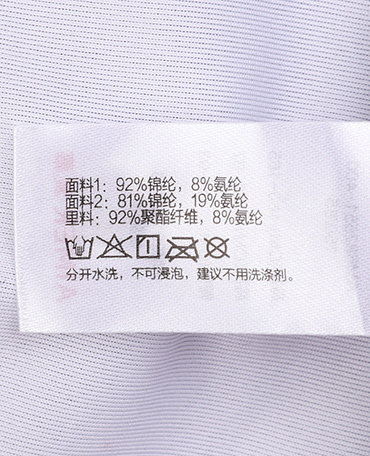 面料1：92%锦纶，8%氨纶
面料2：81%锦纶，19%氨纶
里料：92%聚酯纤维，8%氨纶
分开水洗，不可浸泡，建议不用洗涤剂。